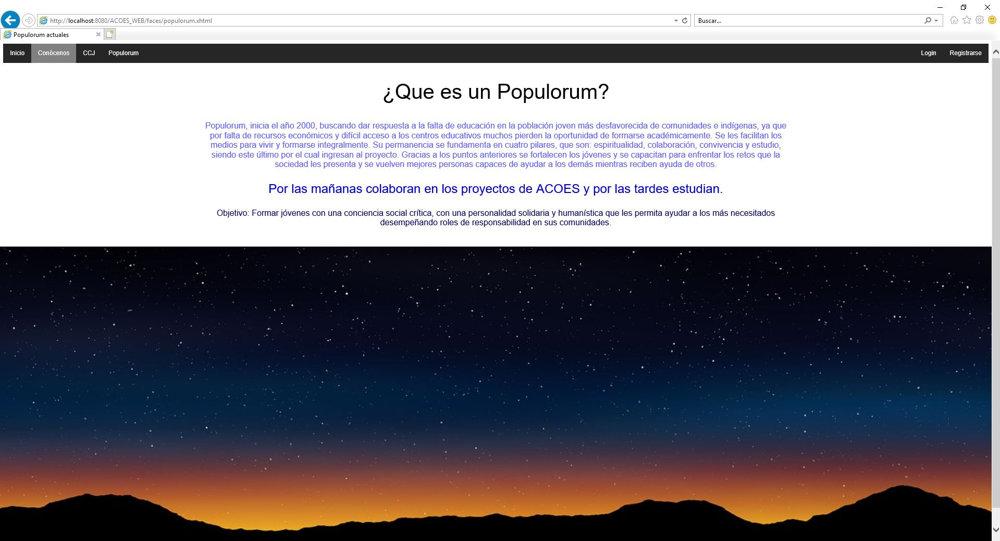 http://localhost:8080/ACOES_WEB/faces/populorum.xhtml
Buscar...
Populorum actuales
Inicio Conócenos CCJ Populorum Login Registrarse
¿Que es un Populorum?
Populorum, inicia el año 2000, buscando dar respuesta a la falta de educación en la población joven más desfavorecida de comunidades e indígenas, ya que
por falta de recursos económicos y difícil acceso a los centros educativos muchos pierden la oportunidad de formarse académicamente. Se les facilitan los
medios para vivir y formarse integralmente. Su permanencia se fundamenta en cuatro pilares, que son: espiritualidad, colaboración, convivencia y estudio,
siendo este último por el cual ingresan al proyecto. Gracias a los puntos anteriores se fortalecen los jóvenes y se capacitan para enfrentar los retos que la
sociedad les presenta y se vuelven mejores personas capaces de ayudar a los demás mientras reciben ayuda de otros.
Por las mañanas colaboran en los proyectos de ACOES y por las tardes estudian.
Objetivo: Formar jóvenes con una conciencia social crítica, con una personalidad solidaria y humanística que les permita ayudar a los más necesitados
desempeñando roles de responsabilidad en sus comunidades.